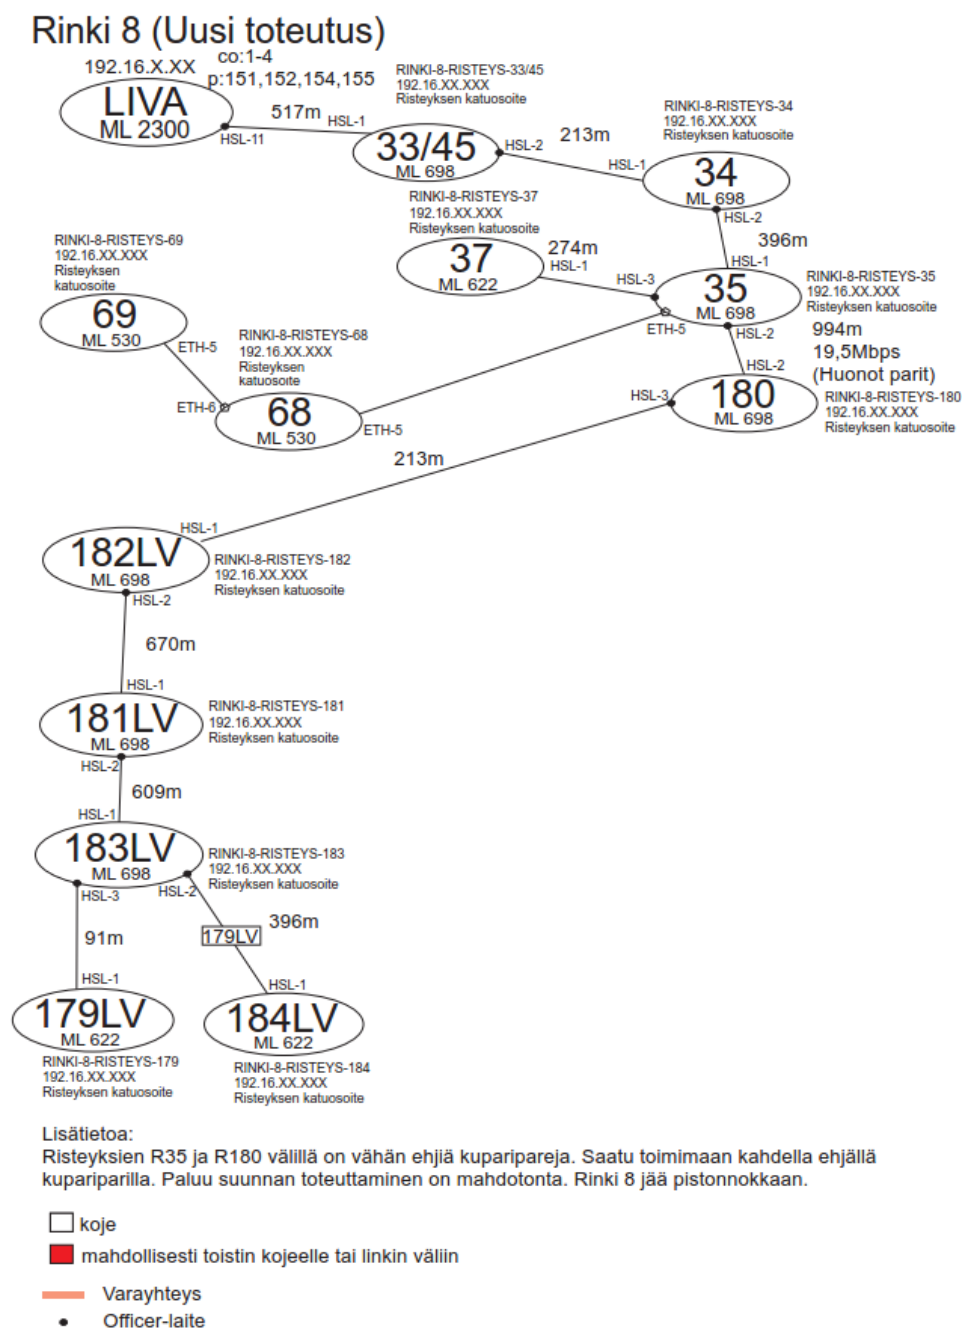 Rinki 8 (Uusi toteutus)
192.16.X.XX
co:1-4
p:151,152,154,155
LIVA
ML 2300
HSL-11
517m
HSL-1
RINKI-8-RISTEYS-33/45
192.16.XX.XXX
Risteyksen katuosoite
33/45
ML 698
HSL-2
213m
HSL-1
RINKI-8-RISTEYS-34
192.16.XX.XXX
Risteyksen katuosoite
34
ML 698
HSL-2
396m
HSL-1
RINKI-8-RISTEYS-37
192.16.XX.XXX
Risteyksen katuosoite
37
ML 622
274m
HSL-1
HSL-3
35
ML 698
RINKI-8-RISTEYS-35
192.16.XX.XXX
Risteyksen katuosoite
ETH-5
HSL-2
994m
19,5Mbps
(Huonot parit)
HSL-2
RINKI-8-RISTEYS-69
192.16.XX.XXX
Risteyksen
katuosoite
69
ML 530
ETH-5
RINKI-8-RISTEYS-68
192.16.XX.XXX
Risteyksen
katuosoite
ETH-6
68
ML 530
ETH-5
HSL-3
180
ML 698
RINKI-8-RISTEYS-180
192.16.XX.XXX
Risteyksen katuosoite
213m
HSL-1
182LV
ML 698
RINKI-8-RISTEYS-182
192.16.XX.XXX
Risteyksen katuosoite
HSL-2
670m
HSL-1
181LV
ML 698
RINKI-8-RISTEYS-181
192.16.XX.XXX
Risteyksen katuosoite
HSL-2
609m
HSL-1
183LV
ML 698
RINKI-8-RISTEYS-183
192.16.XX.XXX
Risteyksen katuosoite
HSL-3
HSL-2
91m
179LV
396m
HSL-1
HSL-1
179LV
ML 622
RINKI-8-RISTEYS-179
192.16.XX.XXX
Risteyksen katuosoite
184LV
ML 622
RINKI-8-RISTEYS-184
192.16.XX.XXX
Risteyksen katuosoite
Lisätietoa:
Risteyksien R35 ja R180 välillä on vähän ehjiä kuparipareja. Saatu toimimaan kahdella ehjällä
kupariparilla. Paluu suunnan toteuttaminen on mahdotonta. Rinki 8 jää pistonnokkaan.
koje
mahdollisesti toistin kojeelle tai linkin väliin
Varayhteys
Officer-laite